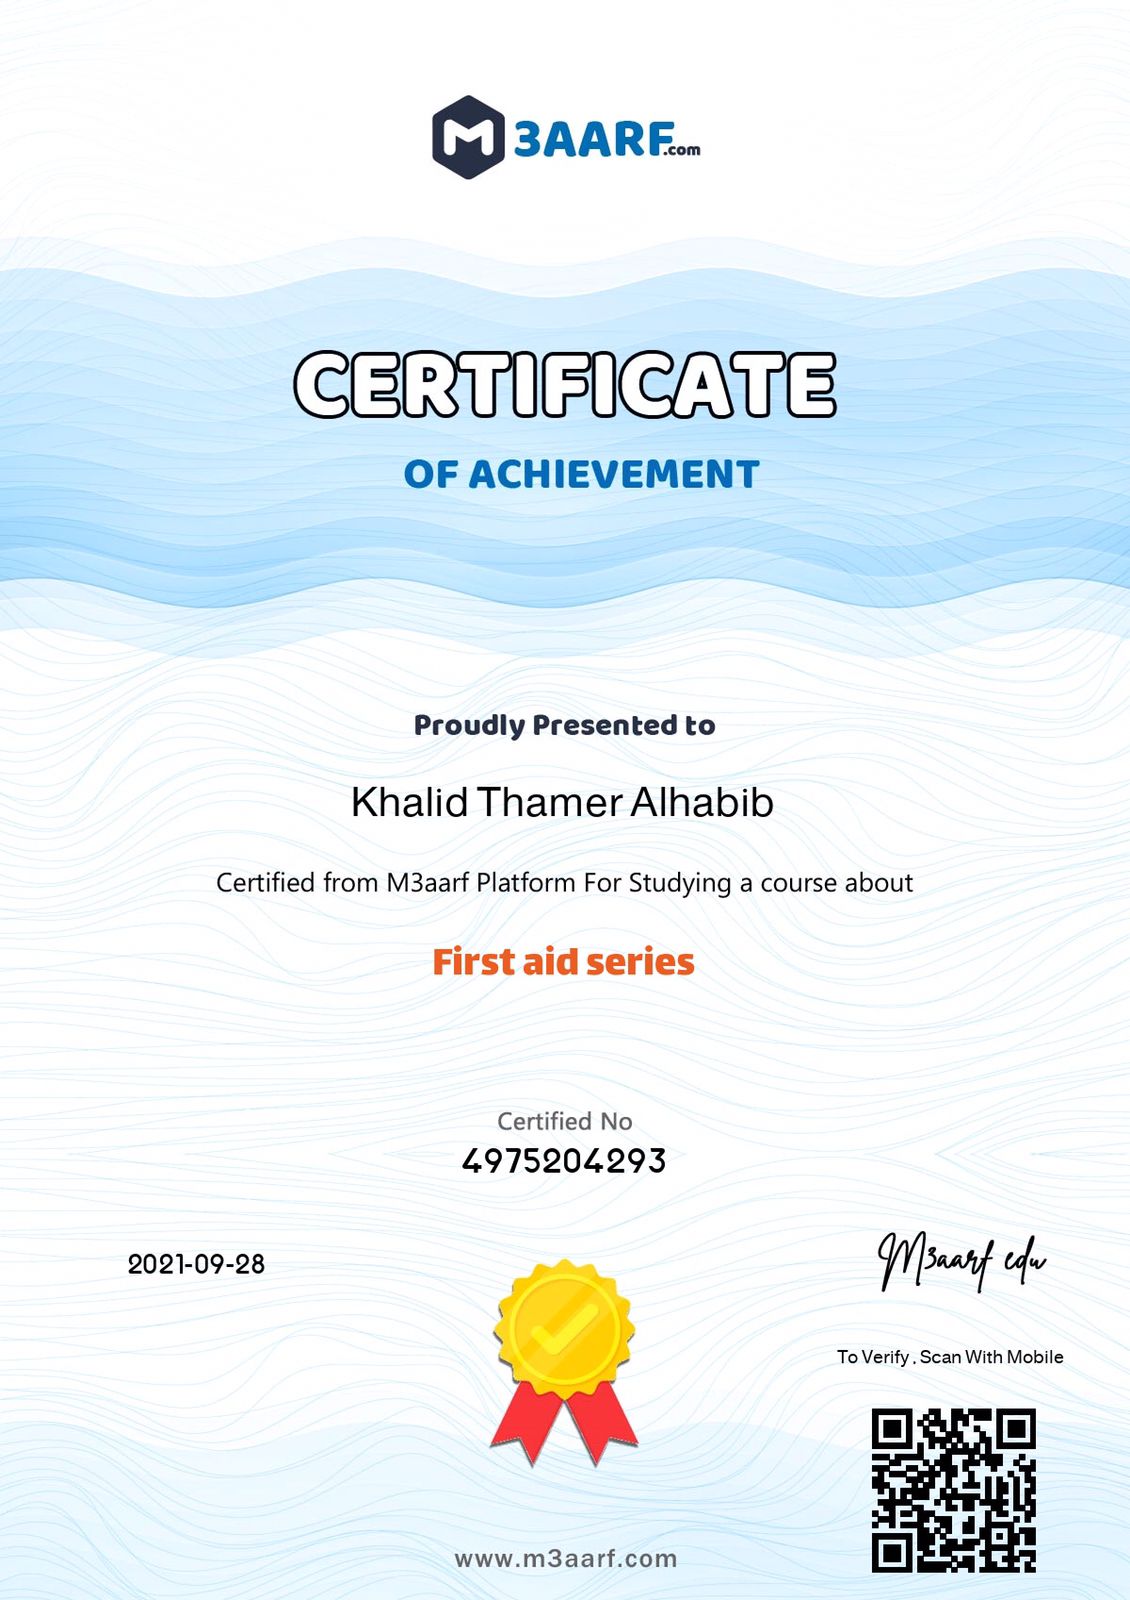 M3AARF.com
CERTIFICATE
OF ACHIEVEMENT
Proudly Presented to
Khalid Thamer Alhabib
Certified from M3aarf Platform For Studying a course about
First aid series
Certified No
4975204293
2021-09-28
M3aarf edu
To Verify , Scan With Mobile
www.m3aarf.com